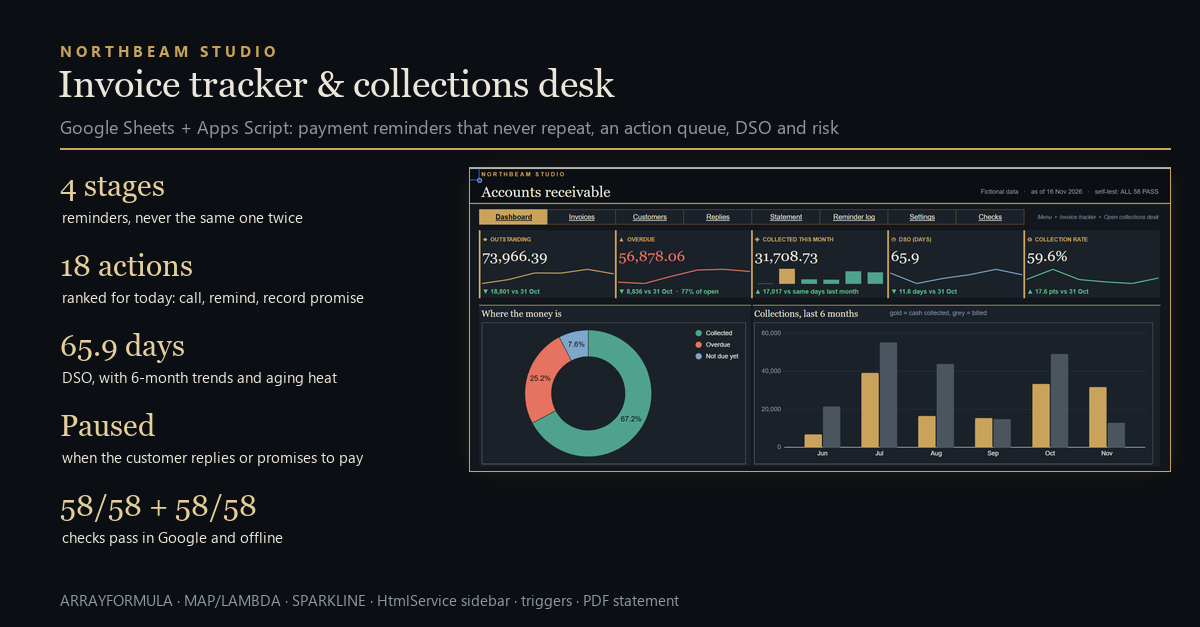 NORTHBEAM STUDIO
Invoice tracker & collections desk
Google Sheets + Apps Script: payment reminders that never repeat, an action queue, DSO and risk
4 stages
reminders, never the same one twice
18 actions
ranked for today: call, remind, record promise
65.9 days
DSO, with 6-month trends and aging heat
Paused
when the customer replies or promises to pay
58/58 + 58/58
checks pass in Google and offline
NORTHBEAM STUDIO
Accounts receivable
Fictional data · as of 16 Nov 2026 · self-test: ALL 58 PASS
Dashboard Invoices Customers Replies Statement Reminder log Settings Checks Menu • Invoice tracker • Open collections desk
OUTSTANDING
73,966.39
▼ 18,801 vs 31 Oct
▲ OVERDUE
56,878.06
▼ 6,836 vs 31 Oct · 77% of open
COLLECTED THIS MONTH
31,708.73
▲ 17,017 vs same days last month
DSO (DAYS)
65.9
▼ 11.6 days vs 31 Oct
COLLECTION RATE
59.6%
▲ 17.6 pts vs 31 Oct
Where the money is
Collected
Overdue
Not due yet
7.6%
25.2%
67.2%
Collections, last 6 months
gold = cash collected, grey = billed
60,000
40,000
20,000
0
Jun Jul Aug Sep Oct Nov
ARRAYFORMULA · MAP/LAMBDA · SPARKLINE · HtmlService sidebar · triggers · PDF statement